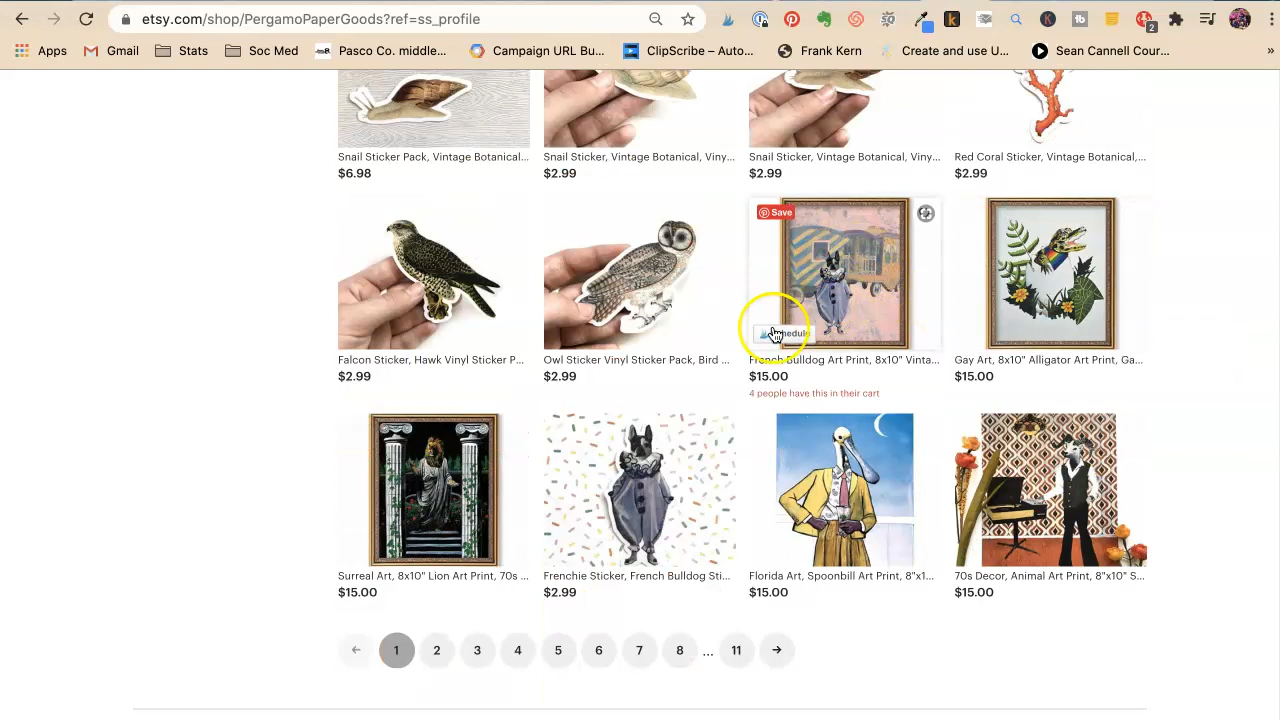 etsy.com/shop/PergamoPaperGoods?ref=ss_profile
2
Apps Gmail Stats Soc Med Pasco Co. middle... Campaign URL Bu... ClipScribe – Auto... Frank Kern Create and use U... Sean Cannell Cour... »
Snail Sticker Pack, Vintage Botanical... Snail Sticker, Vintage Botanical, Viny... Snail Sticker, Vintage Botanical, Viny... Red Coral Sticker, Vintage Botanical,...
$6.98 $2.99 $2.99 $2.99
Save
Falcon Sticker, Hawk Vinyl Sticker P... Owl Sticker Vinyl Sticker Pack, Bird ... French Bulldog Art Print, 8x10" Vinta... Gay Art, 8x10" Alligator Art Print, Ga...
$2.99 $2.99 $15.00 $15.00
4 people have this in their cart
Surreal Art, 8x10" Lion Art Print, 70s ... Frenchie Sticker, French Bulldog Sti... Florida Art, Spoonbill Art Print, 8"x1... 70s Decor, Animal Art Print, 8"x10" S...
$15.00 $2.99 $15.00 $15.00
← 1 2 3 4 5 6 7 8 ... 11 →